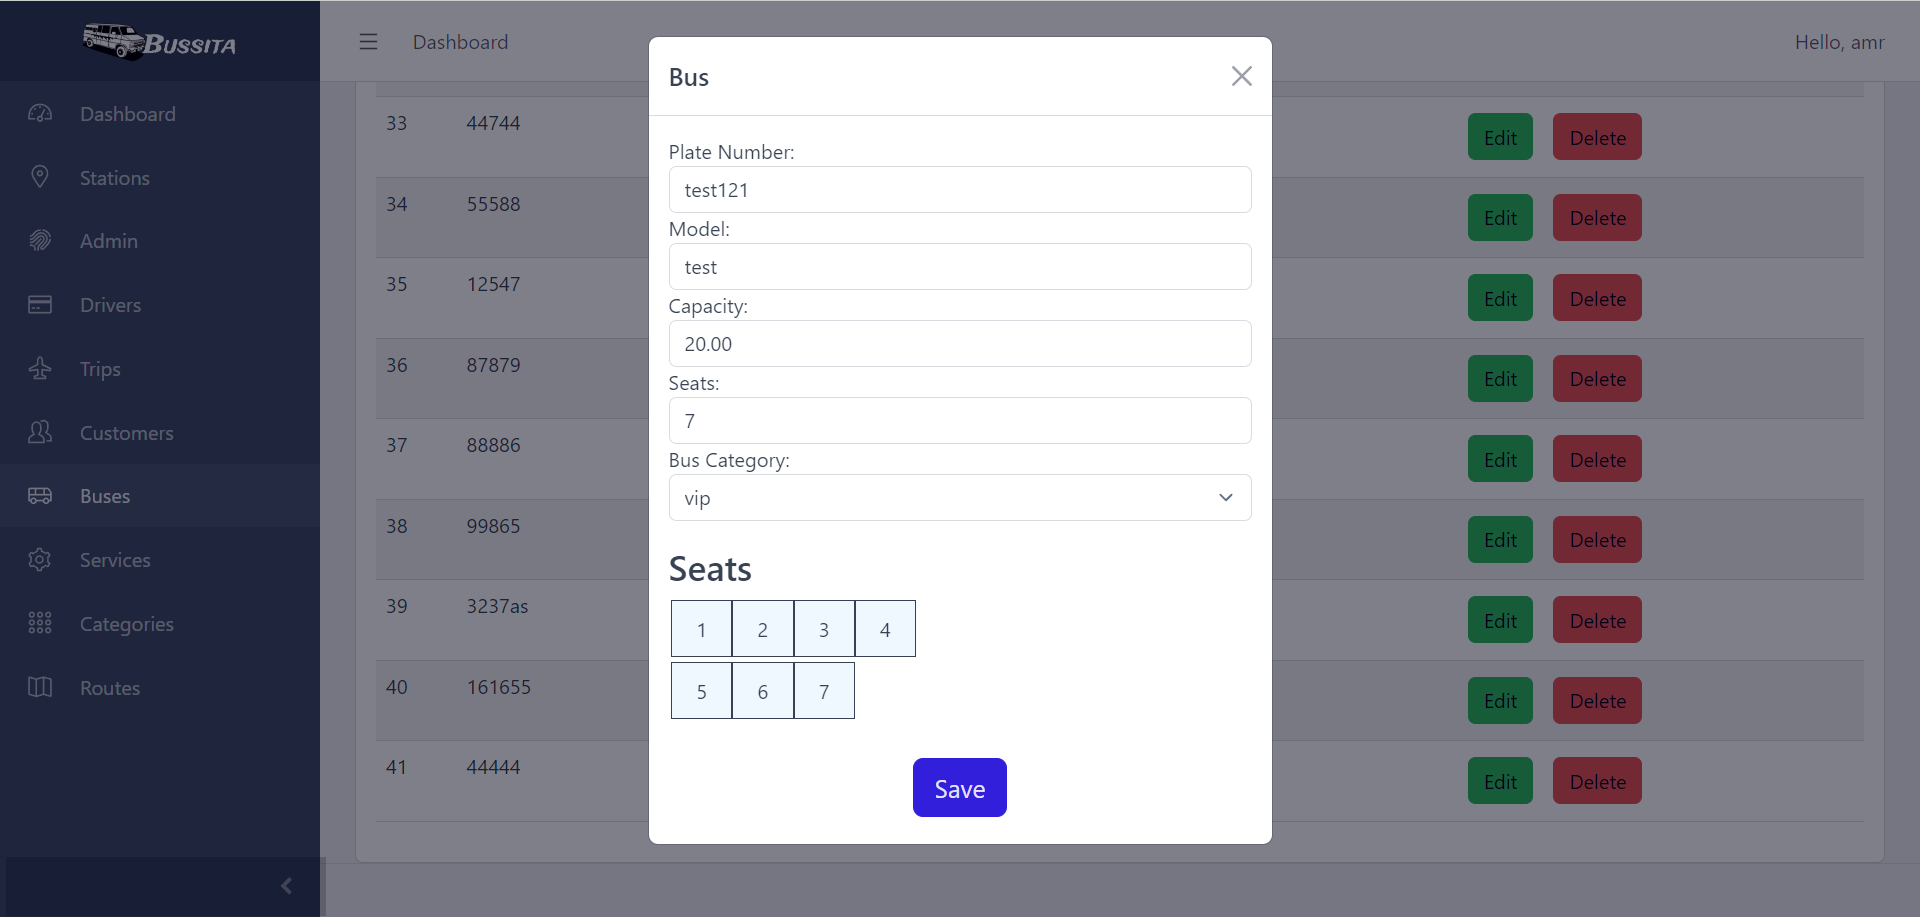 BUSSITA
Dashboard
Hello, amr
Dashboard
Stations
Admin
Drivers
Trips
Customers
Buses
Services
Categories
Routes
33 44744 Edit Delete
34 55588 Edit Delete
35 12547 Edit Delete
36 87879 Edit Delete
37 88886 Edit Delete
38 99865 Edit Delete
39 3237as Edit Delete
40 161655 Edit Delete
41 44444 Edit Delete
Bus
Plate Number:
test121
Model:
test
Capacity:
20.00
Seats:
7
Bus Category:
vip
Seats
1 2 3 4
5 6 7
Save